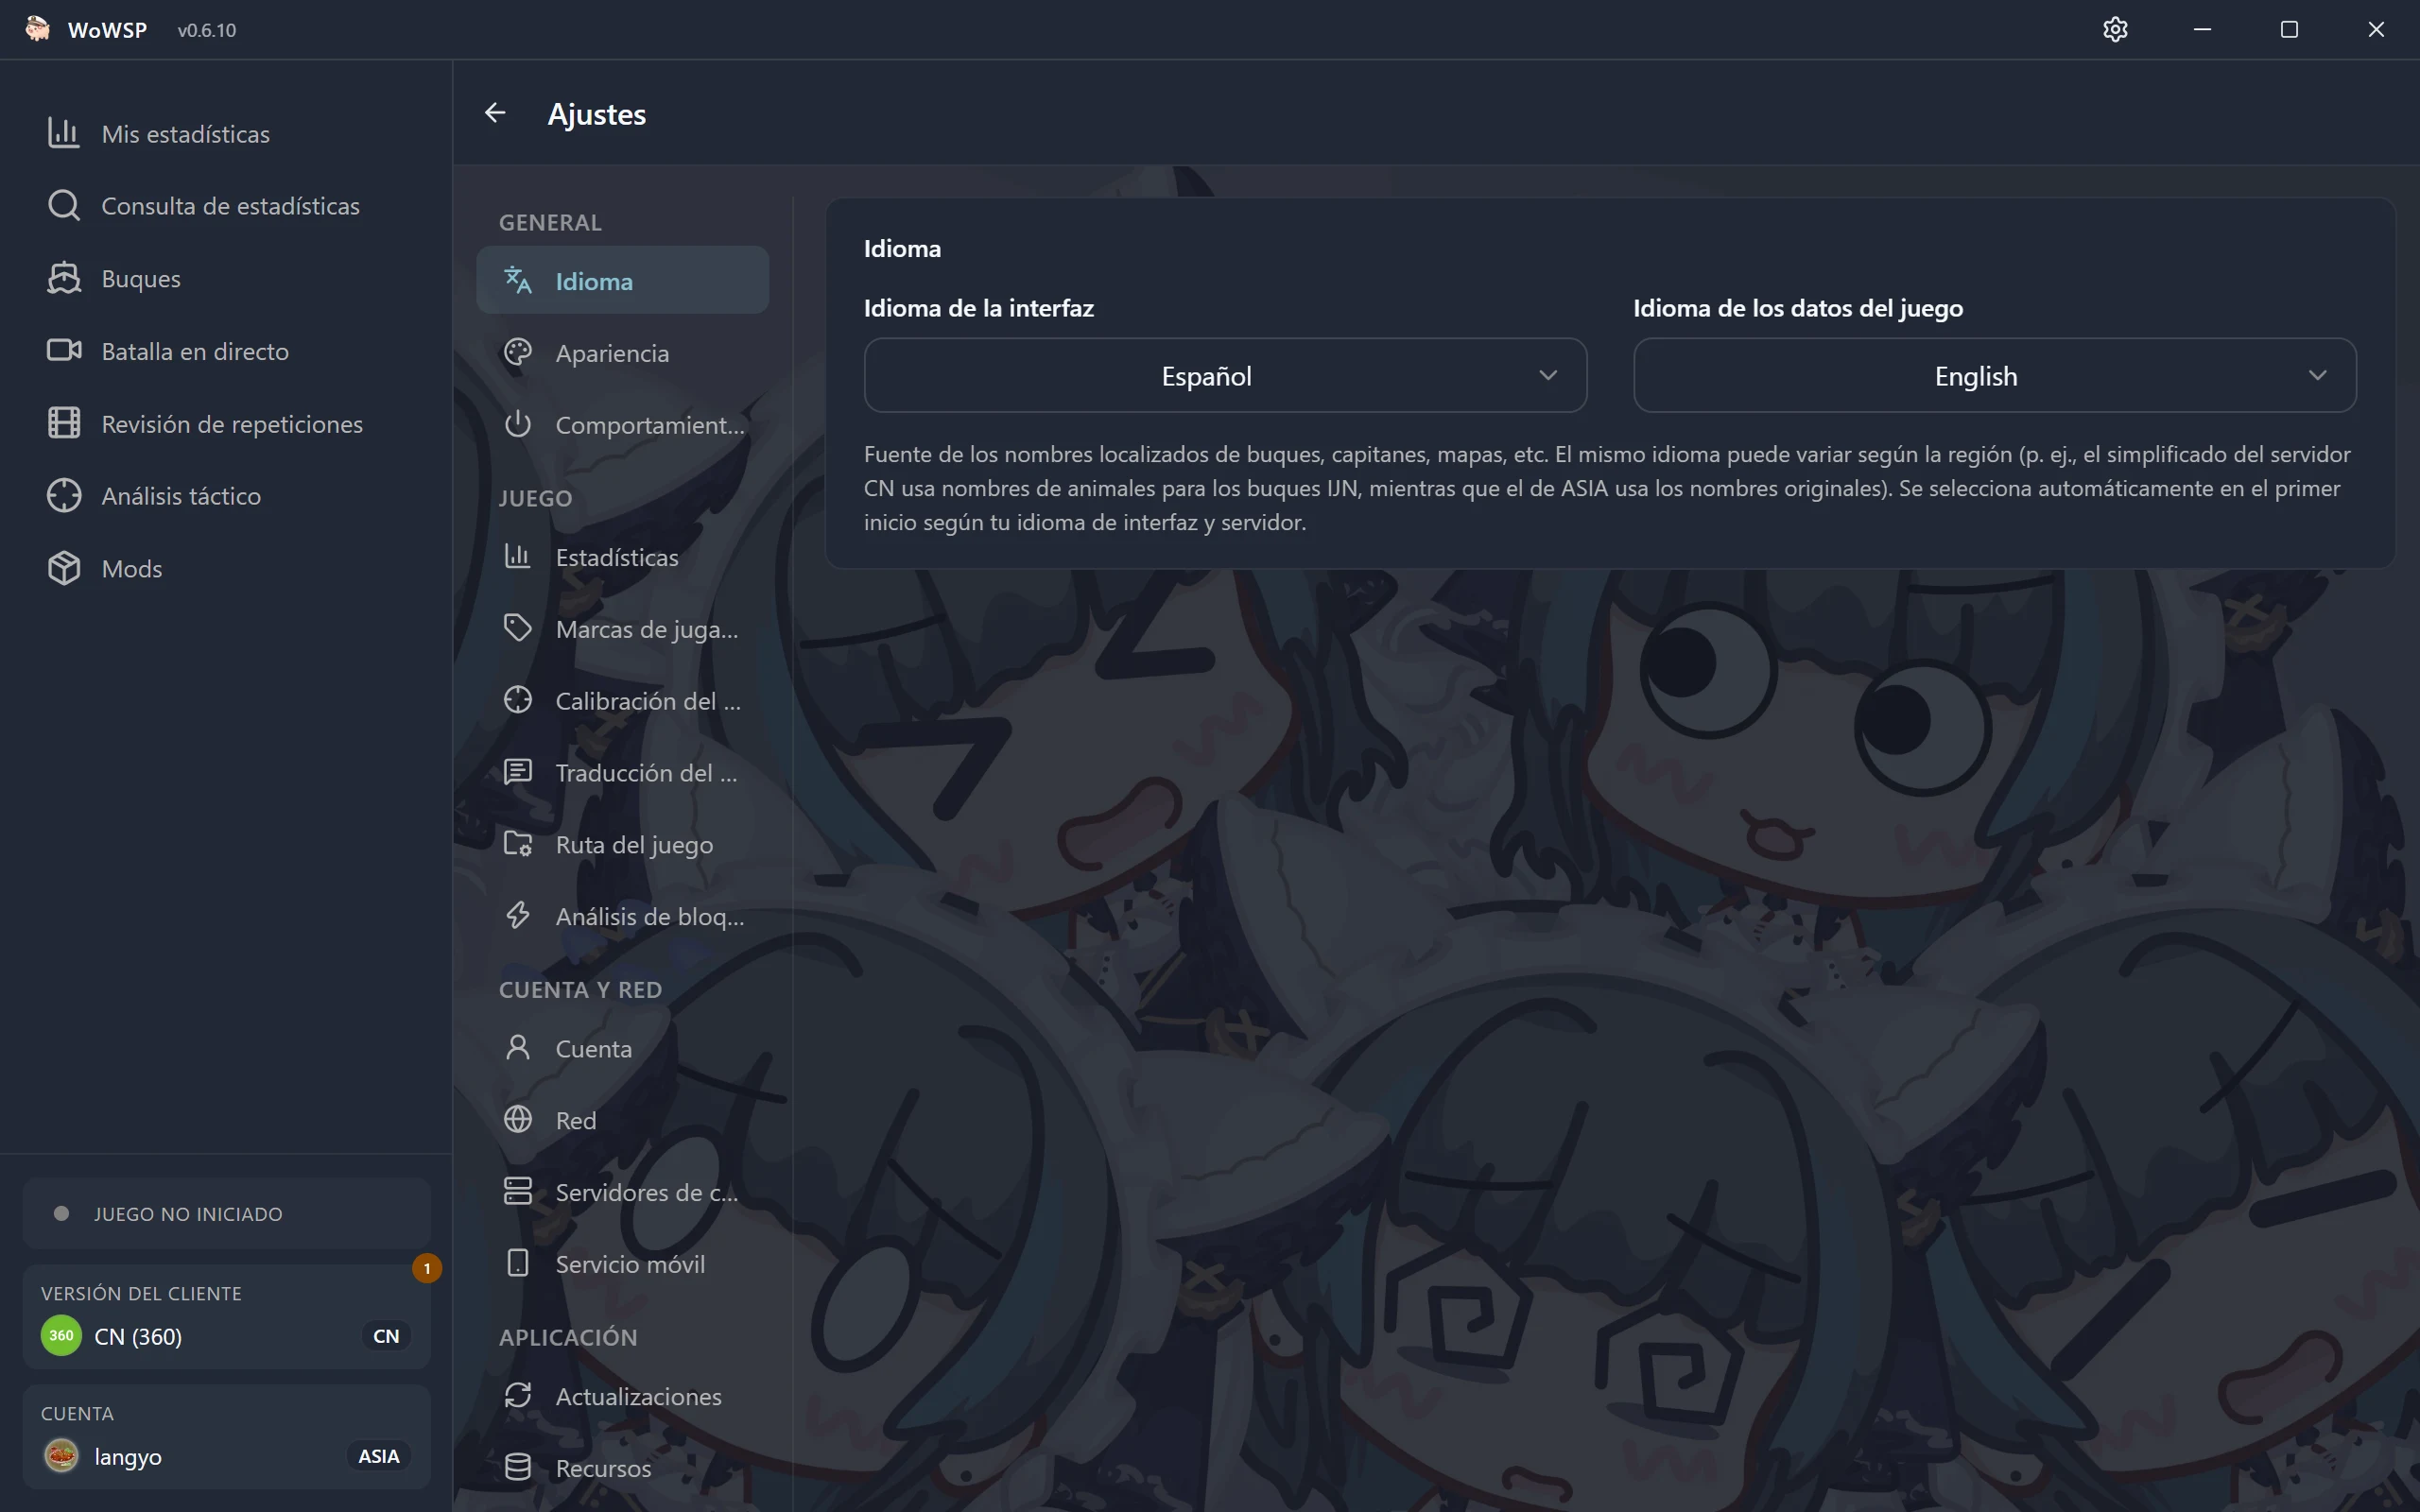 WoWSP v0.6.10
Mis estadísticas
Consulta de estadísticas
Buques
Batalla en directo
Revisión de repeticiones
Análisis táctico
Mods
JUEGO NO INICIADO
1
VERSIÓN DEL CLIENTE
360 CN (360) CN
CUENTA
langyo ASIA
Ajustes
GENERAL
Idioma
Apariencia
Comportamient...
JUEGO
Estadísticas
Marcas de juga...
Calibración del ...
Traducción del ...
Ruta del juego
Análisis de bloq...
CUENTA Y RED
Cuenta
Red
Servidores de c...
Servicio móvil
APLICACIÓN
Actualizaciones
Recursos
Idioma
Idioma de la interfaz
Español
Idioma de los datos del juego
English
Fuente de los nombres localizados de buques, capitanes, mapas, etc. El mismo idioma puede variar según la región (p. ej., el simplificado del servidor
CN usa nombres de animales para los buques IJN, mientras que el de ASIA usa los nombres originales). Se selecciona automáticamente en el primer
inicio según tu idioma de interfaz y servidor.